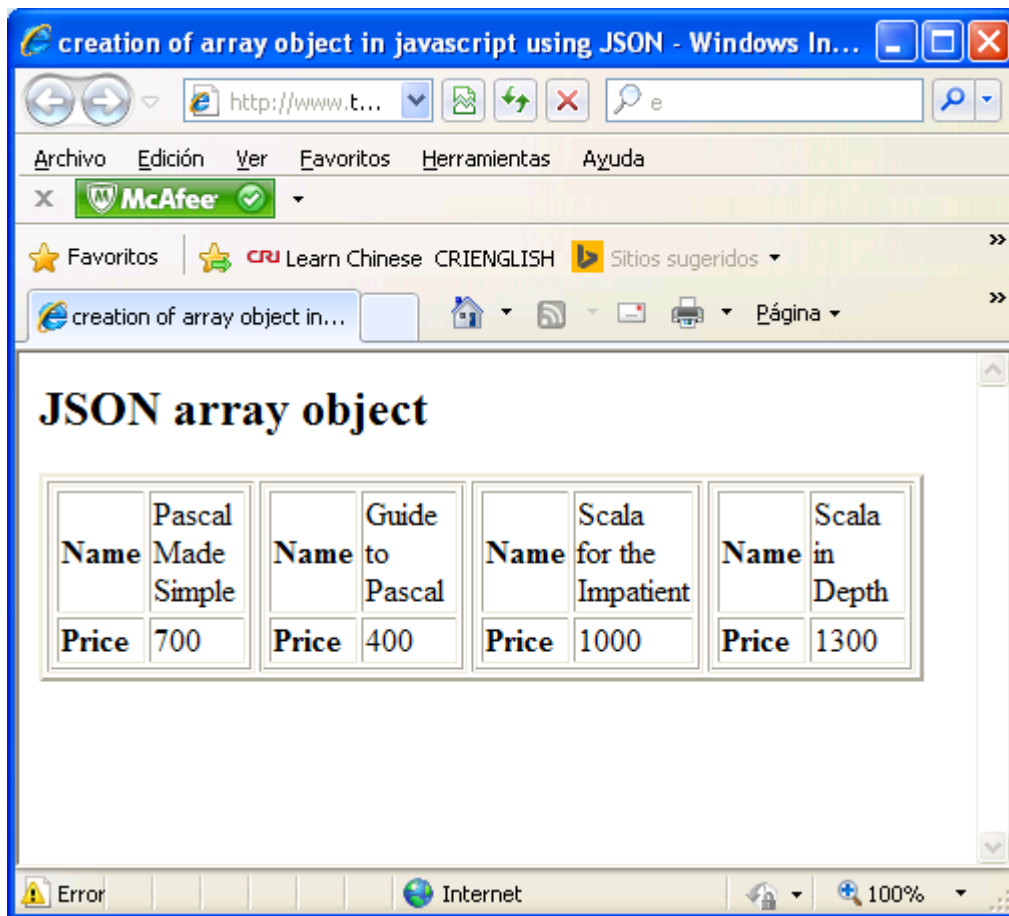 creation of array object in javascript using JSON - Windows In...
http://www.t... e
Archivo Edición Ver Favoritos Herramientas Ayuda
X McAfee
Favoritos CRI Learn Chinese CRIENGLISH Sitios sugeridos »
creation of array object in... Página »
JSON array object
Name Pascal Made Simple Name Guide to Pascal Name Scala for the Impatient Name Scala in Depth
Price 700 Price 400 Price 1000 Price 1300
Error Internet 100%